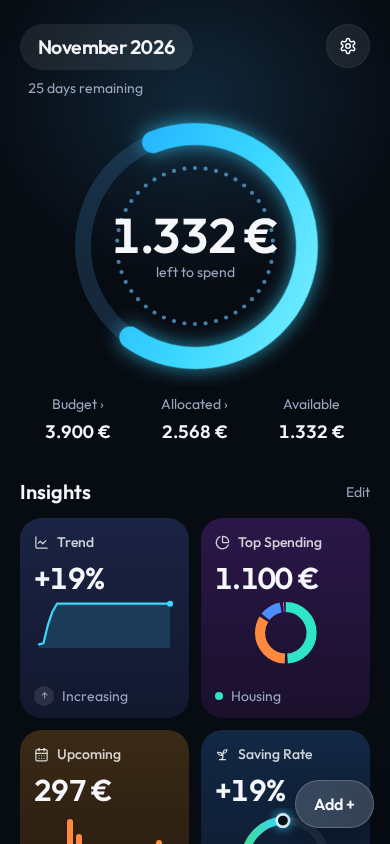 November 2026
25 days remaining
1.332 €
left to spend
Budget › Allocated › Available
3.900 € 2.568 € 1.332 €
Insights Edit
Trend Top Spending
+19% 1.100 €
Increasing Housing
Upcoming Saving Rate
297 € +19%
Add +